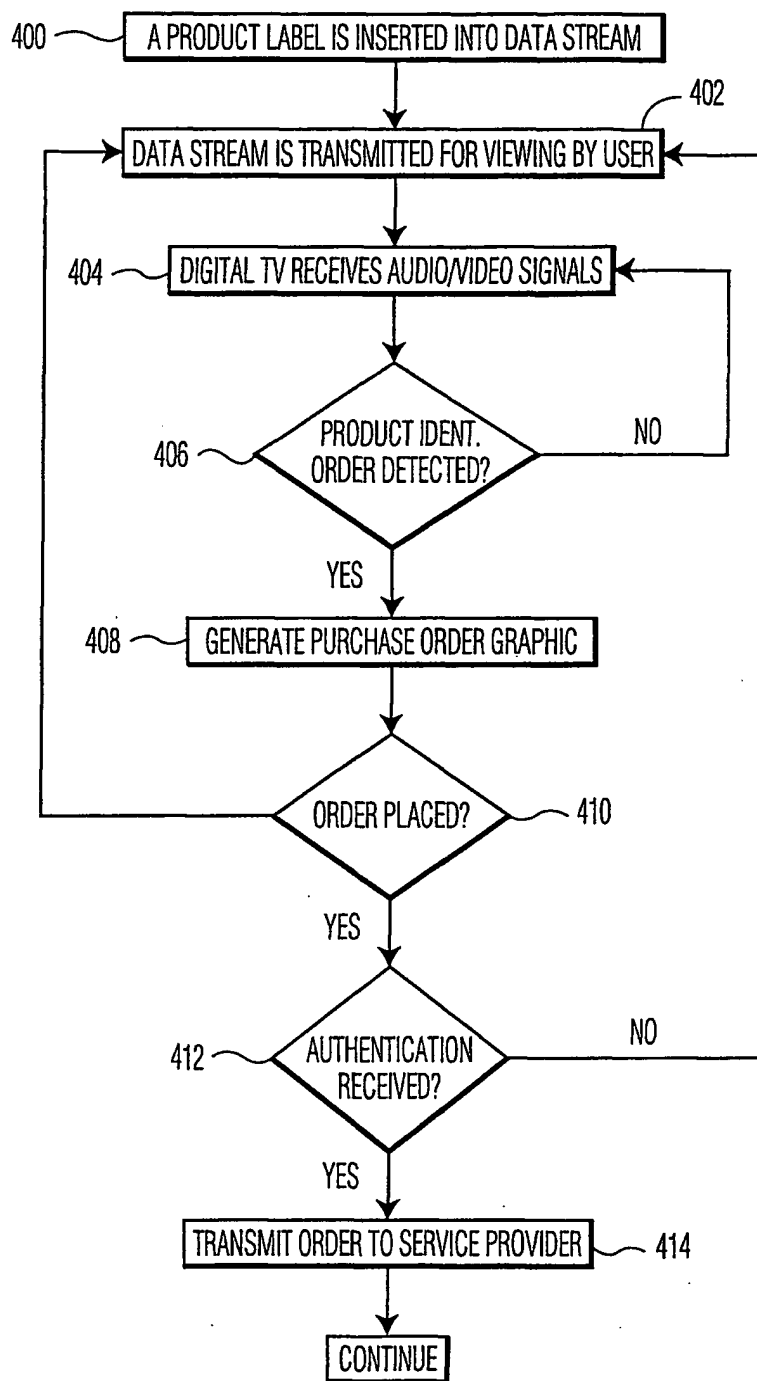 400
A PRODUCT LABEL IS INSERTED INTO DATA STREAM
402
DATA STREAM IS TRANSMITTED FOR VIEWING BY USER
404
DIGITAL TV RECEIVES AUDIO/VIDEO SIGNALS
406
PRODUCT IDENT.
ORDER DETECTED?
NO
YES
408
GENERATE PURCHASE ORDER GRAPHIC
ORDER PLACED?
410
YES
412
AUTHENTICATION
RECEIVED?
NO
YES
TRANSMIT ORDER TO SERVICE PROVIDER
414
CONTINUE